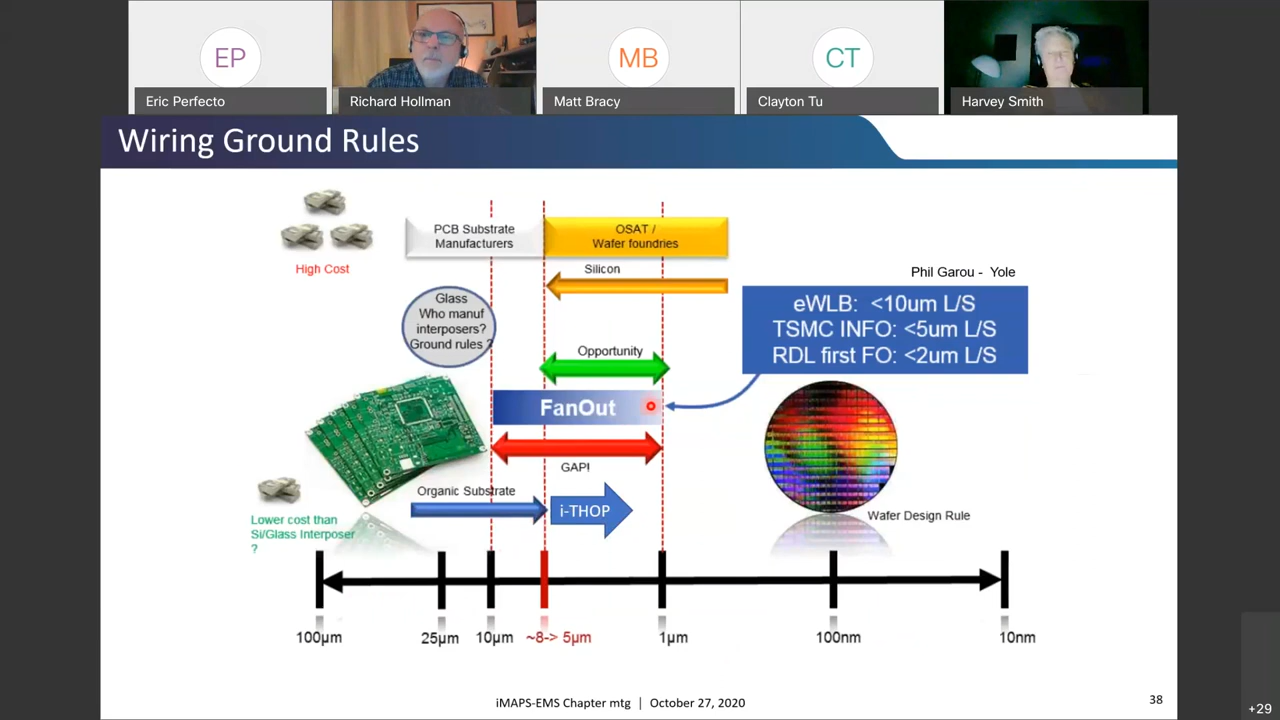 EP
MB
CT
Eric Perfecto
Richard Hollman
Matt Bracy
Clayton Tu
Harvey Smith
Wiring Ground Rules
High Cost
PCB Substrate
Manufacturers
OSAT /
Wafer foundries
Silicon
Phil Garou - Yole
Glass
Who manuf
interposers?
Ground rules ?
eWLB: <10um L/S
TSMC INFO: <5um L/S
RDL first FO: <2um L/S
Opportunity
FanOut
GAP!
Organic Substrate
i-THOP
Wafer Design Rule
Lower cost than
Si/Glass Interposer
?
100µm
25µm
10µm
~8-> 5µm
1µm
100nm
10nm
iMAPS-EMS Chapter mtg | October 27, 2020
38
+29